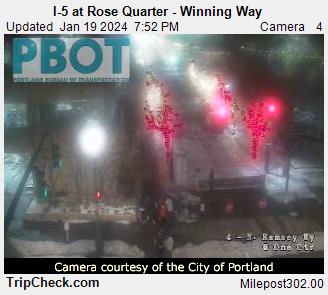 I-5 at Rose Quarter - Winning Way
Updated Jan 19 2024 7:52 PM Camera 4
PBOT
PORTLAND BUREAU OF TRANSPORTATION
4 - N. Ramsey Wy
W One Ctr
Camera courtesy of the City of Portland
TripCheck.com Milepost302.00